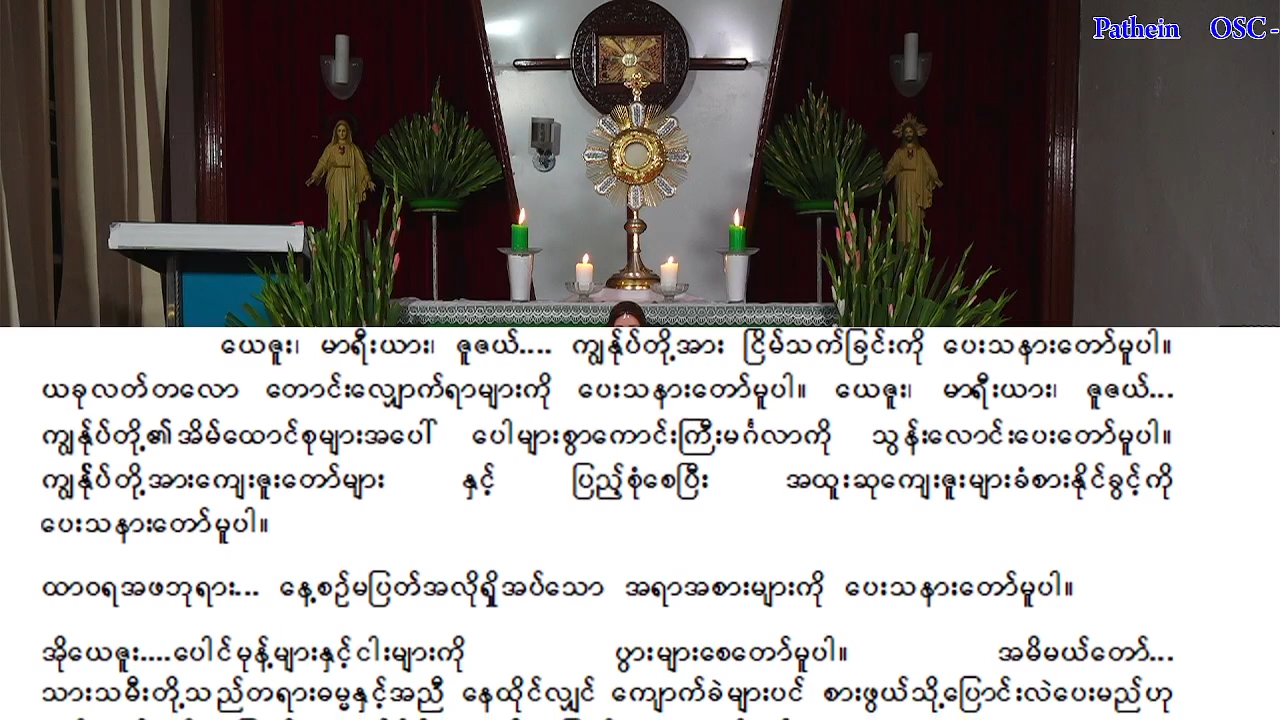 Pathein OSC -
ယေဇူး၊ မာရီးယား၊ ဇူဇယ်.... ကျွန်ုပ်တို့အား ငြိမ်သက်ခြင်းကို ပေးသနားတော်မူပါ။
ယခုလတ်တလော တောင်းလျှောက်ရာများကို ပေးသနားတော်မူပါ။ ယေဇူး၊ မာရီးယား၊ ဇူဇယ်...
ကျွန်ုပ်တို့၏အိမ်ထောင်စုများအပေါ် ပေါများစွာကောင်းကြီးမင်္ဂလာကို သွန်းလောင်းပေးတော်မူပါ။
ကျွန်ုပ်တို့အားကျေးဇူးတော်များ နှင့် ပြည့်စုံစေပြီး အထူးဆုကျေးဇူးများခံစားနိုင်ခွင့်ကို
ပေးသနားတော်မူပါ။
ထာဝရအဖဘုရား... နေ့စဉ်မပြတ်အလိုရှိအပ်သော အရာအစားများကို ပေးသနားတော်မူပါ။
အိုယေဇူး....ပေါင်မုန့်များနှင့်ငါးများကို ပွားများစေတော်မူပါ။ အမိမယ်တော်...
သားသမီးတို့သည်တရားဓမ္မနှင့်အညီ နေထိုင်လျှင် ကျောက်ခဲများပင် စားဖွယ်သို့ပြောင်းလဲပေးမည်ဟု